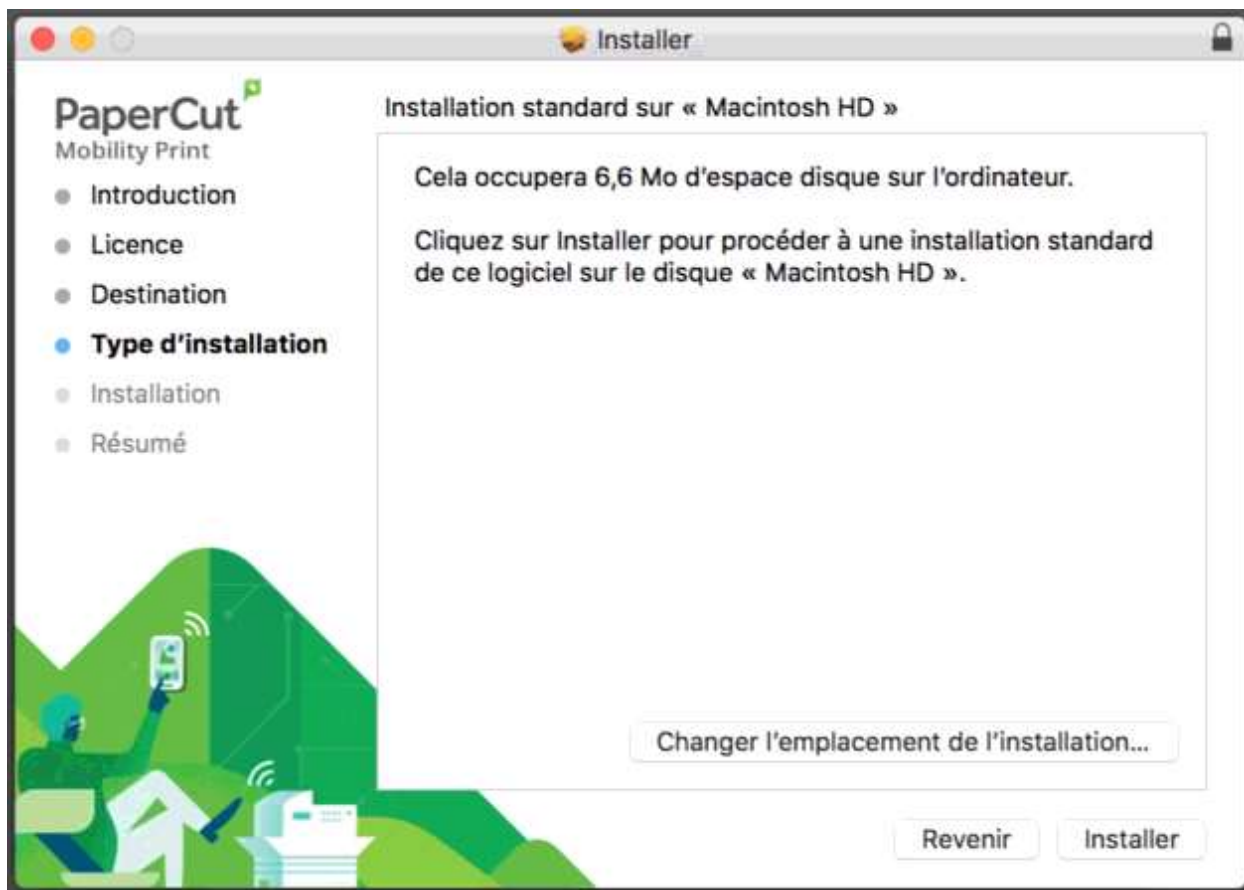 Installer
PaperCut
Mobility Print
Introduction
Licence
Destination
Type d'installation
Installation
Résumé
Installation standard sur « Macintosh HD »
Cela occupera 6,6 Mo d'espace disque sur l'ordinateur.
Cliquez sur Installer pour procéder à une installation standard
de ce logiciel sur le disque « Macintosh HD ».
Changer l'emplacement de l'installation...
Revenir
Installer